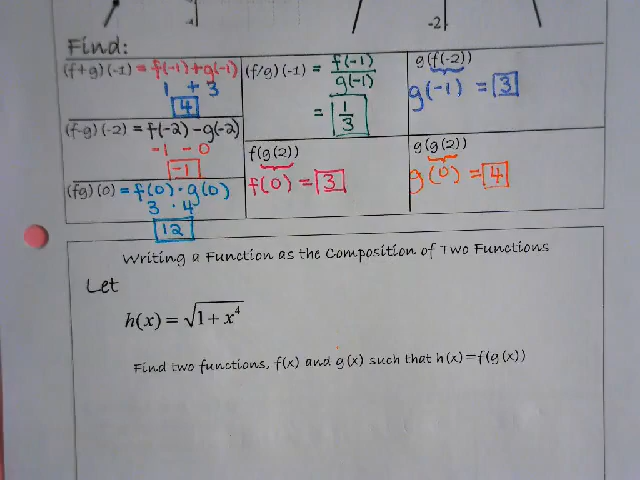 -2
Find:
(f+g)(-1) = f(-1)+g(-1)
1 + 3
4
(f-g)(-2) = f(-2)-g(-2)
-1 - 0
-1
(fg)(0) = f(0)·g(0)
3 · 4
12
(f/g)(-1) = f(-1)/g(-1)
= 1/3
f(g(2))
f(0) = 3
g(f(-2))
g(-1) = 3
g(g(2))
g(0) = 4
Writing a Function as the Composition of Two Functions
Let
h(x) = √(1 + x⁴)
Find two functions, f(x) and g(x) such that h(x)=f(g(x))